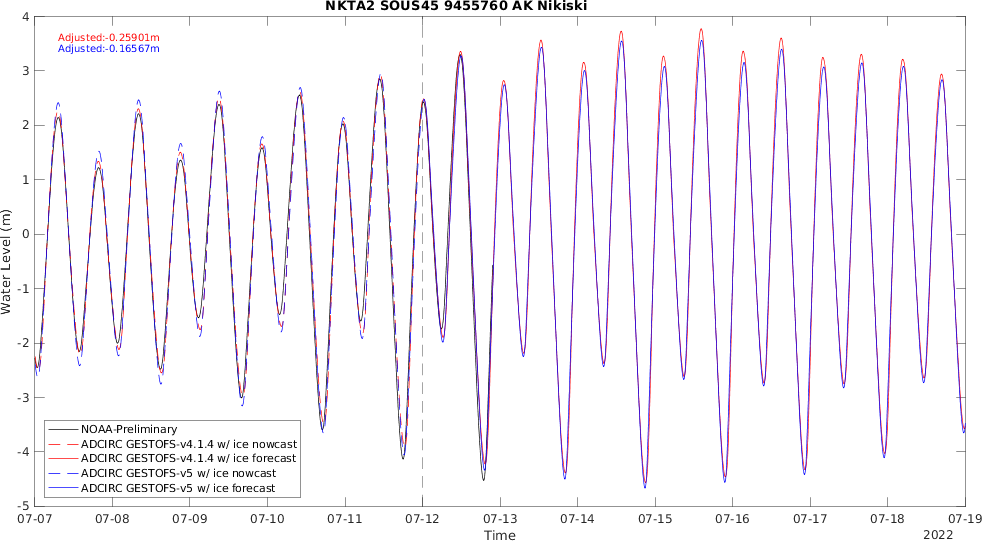 NKTA2 SOUS45 9455760 AK Nikiski
Adjusted:-0.25901m
Adjusted:-0.16567m
4
3
2
1
0
-1
-2
-3
-4
-5
Water Level (m)
NOAA-Preliminary
ADCIRC GESTOFS-v4.1.4 w/ ice nowcast
ADCIRC GESTOFS-v4.1.4 w/ ice forecast
ADCIRC GESTOFS-v5 w/ ice nowcast
ADCIRC GESTOFS-v5 w/ ice forecast
07-07 07-08 07-09 07-10 07-11 07-12 07-13 07-14 07-15 07-16 07-17 07-18 07-19
Time
2022